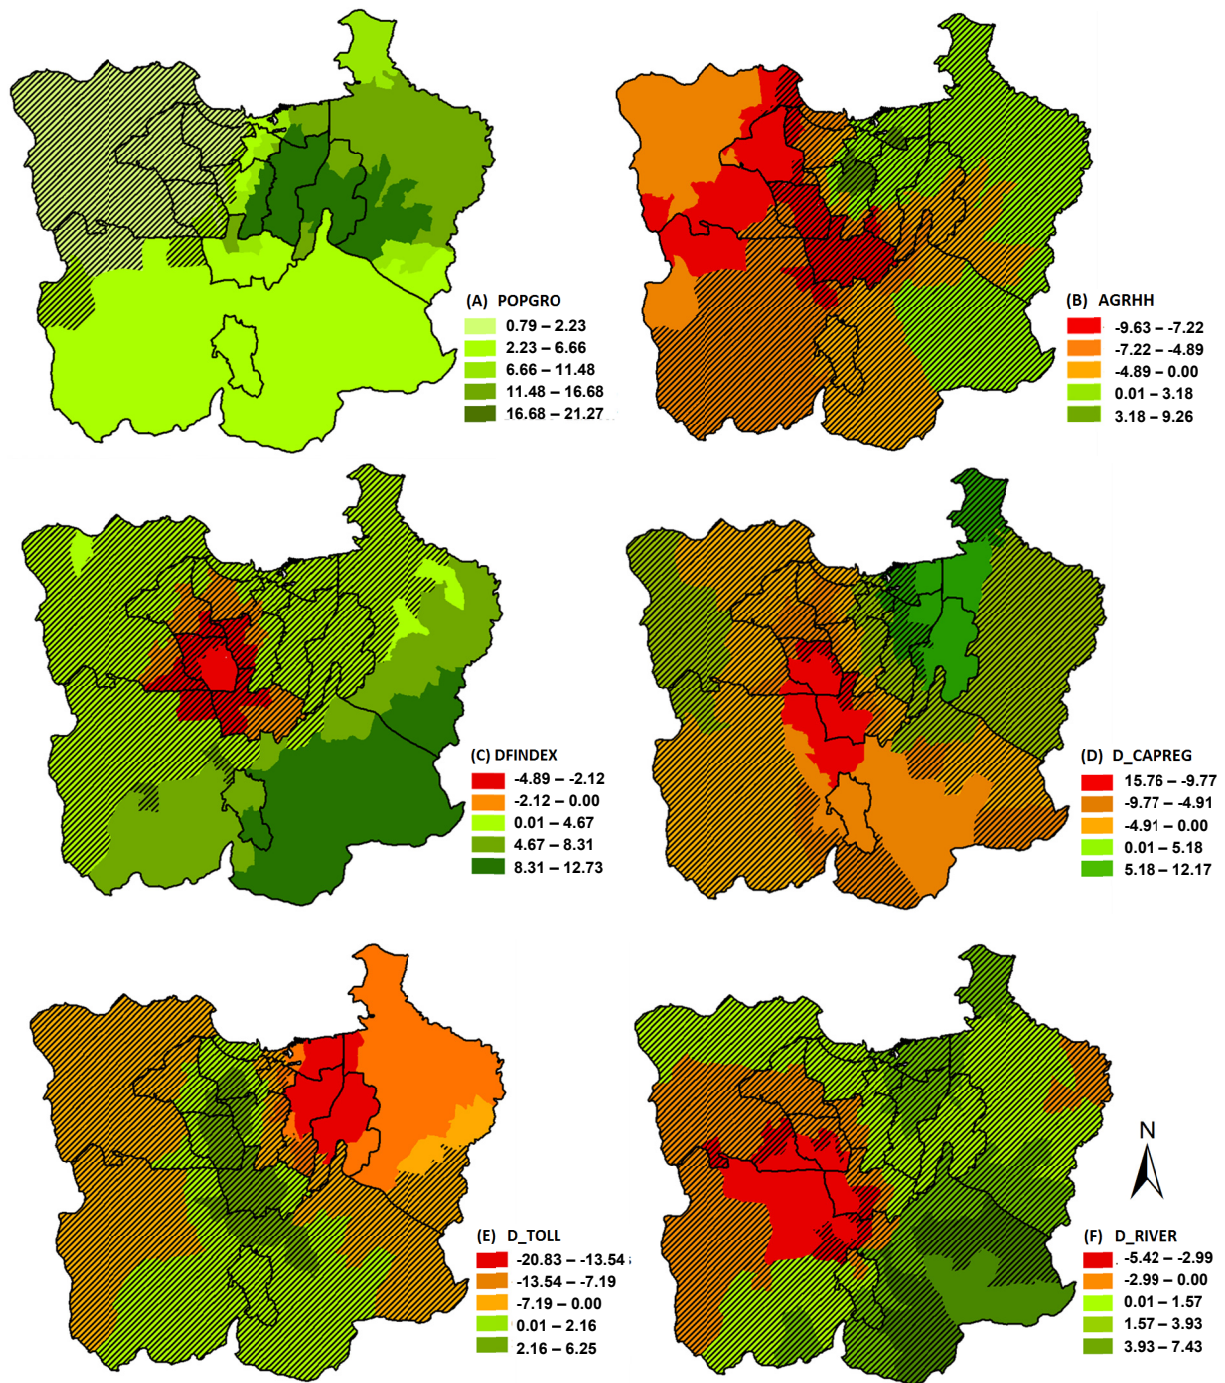 (A) POPGRO
0.79 – 2.23
2.23 – 6.66
6.66 – 11.48
11.48 – 16.68
16.68 – 21.27
(B) AGRHH
-9.63 – -7.22
-7.22 – -4.89
-4.89 – 0.00
0.01 – 3.18
3.18 – 9.26
(C) DFINDEX
-4.89 – -2.12
-2.12 – 0.00
0.01 – 4.67
4.67 – 8.31
8.31 – 12.73
(D) D_CAPREG
15.76 – -9.77
-9.77 – -4.91
-4.91 – 0.00
0.01 – 5.18
5.18 – 12.17
(E) D_TOLL
-20.83 – -13.54
-13.54 – -7.19
-7.19 – 0.00
0.01 – 2.16
2.16 – 6.25
N
(F) D_RIVER
-5.42 – -2.99
-2.99 – 0.00
0.01 – 1.57
1.57 – 3.93
3.93 – 7.43